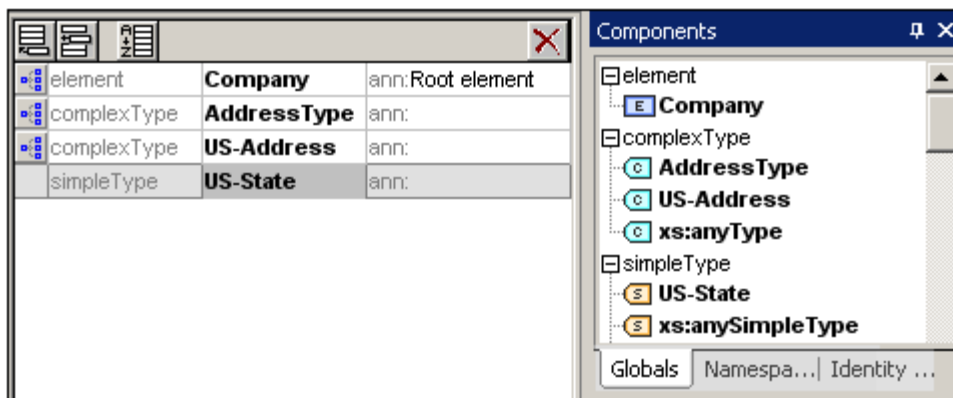 Components
element Company ann:Root element
complexType AddressType ann:
complexType US-Address ann:
simpleType US-State ann:
element
E Company
complexType
C AddressType
C US-Address
C xs:anyType
simpleType
S US-State
S xs:anySimpleType
Globals Namespa... Identity ...